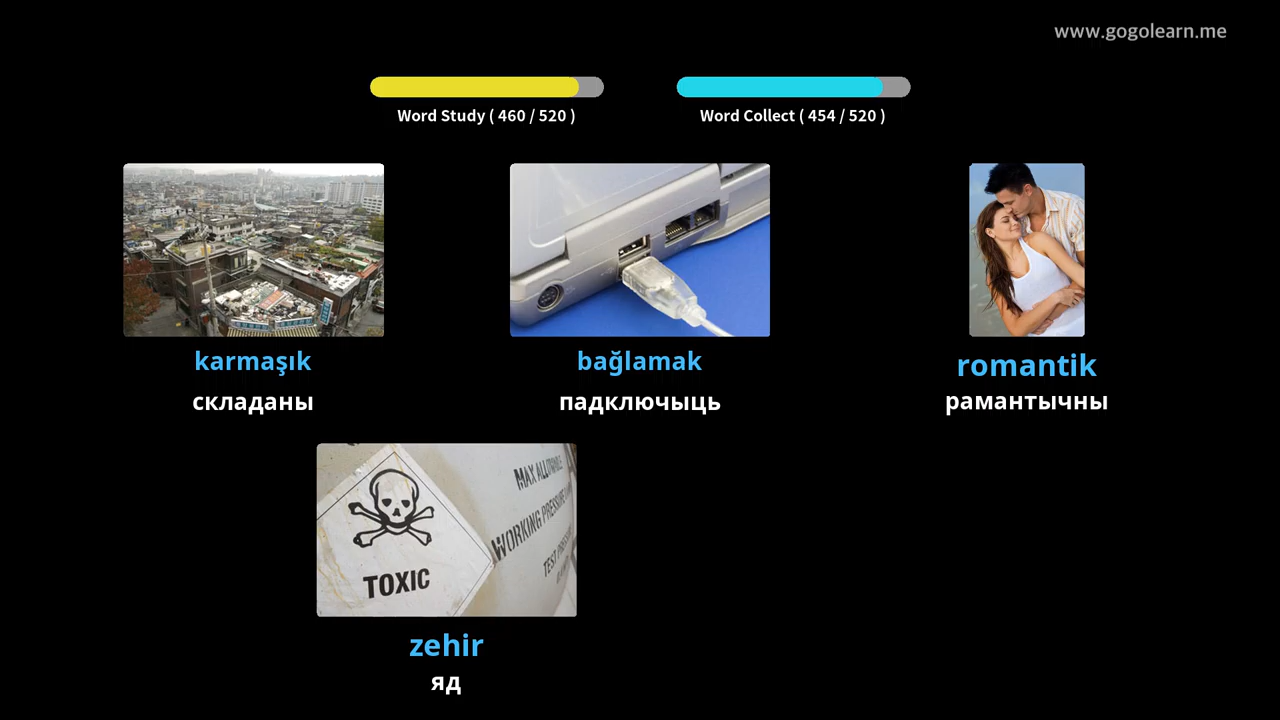 www.gogolearn.me
Word Study ( 460 / 520 )
Word Collect ( 454 / 520 )
karmaşık
bağlamak
romantik
складаны
падключыць
рамантычны
MAX ALLOWABLE
WORKING PRESSURE
TEST
TOXIC
zehir
яд